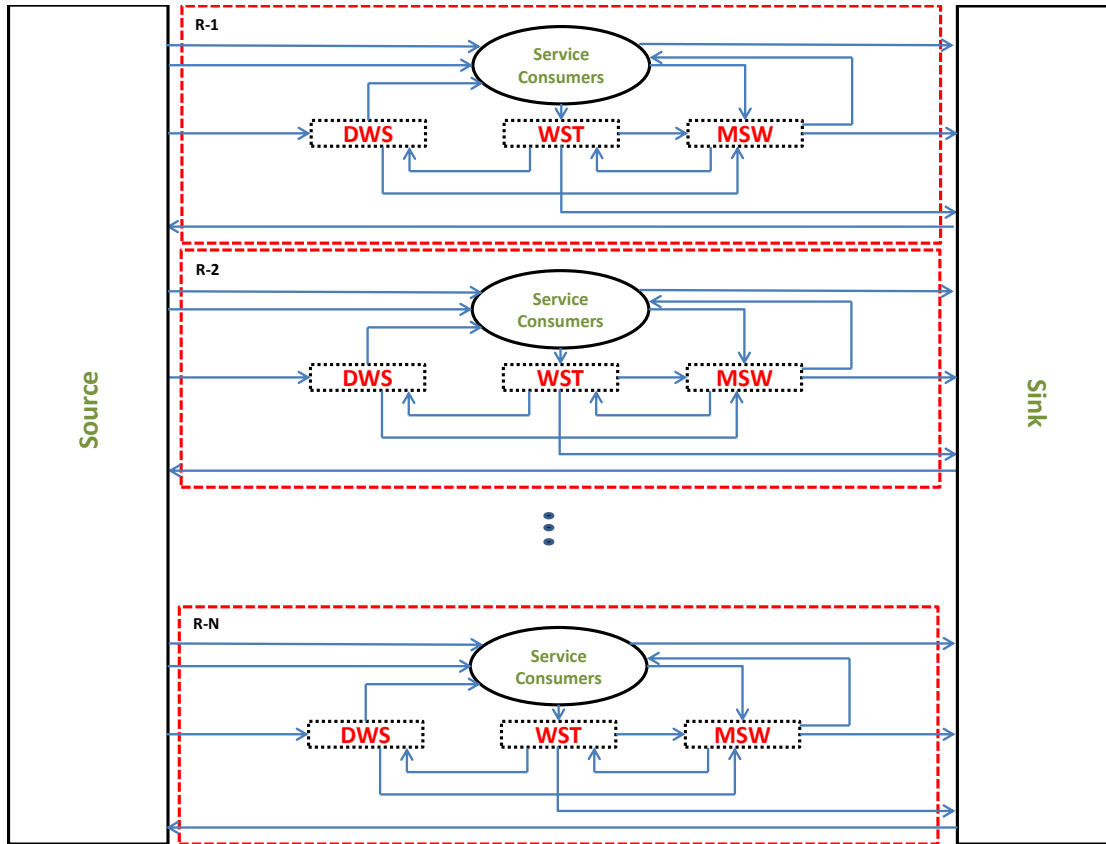 R-1
Service
Consumers
DWS
WST
MSW
R-2
Service
Consumers
DWS
WST
MSW
Source
Sink
R-N
Service
Consumers
DWS
WST
MSW